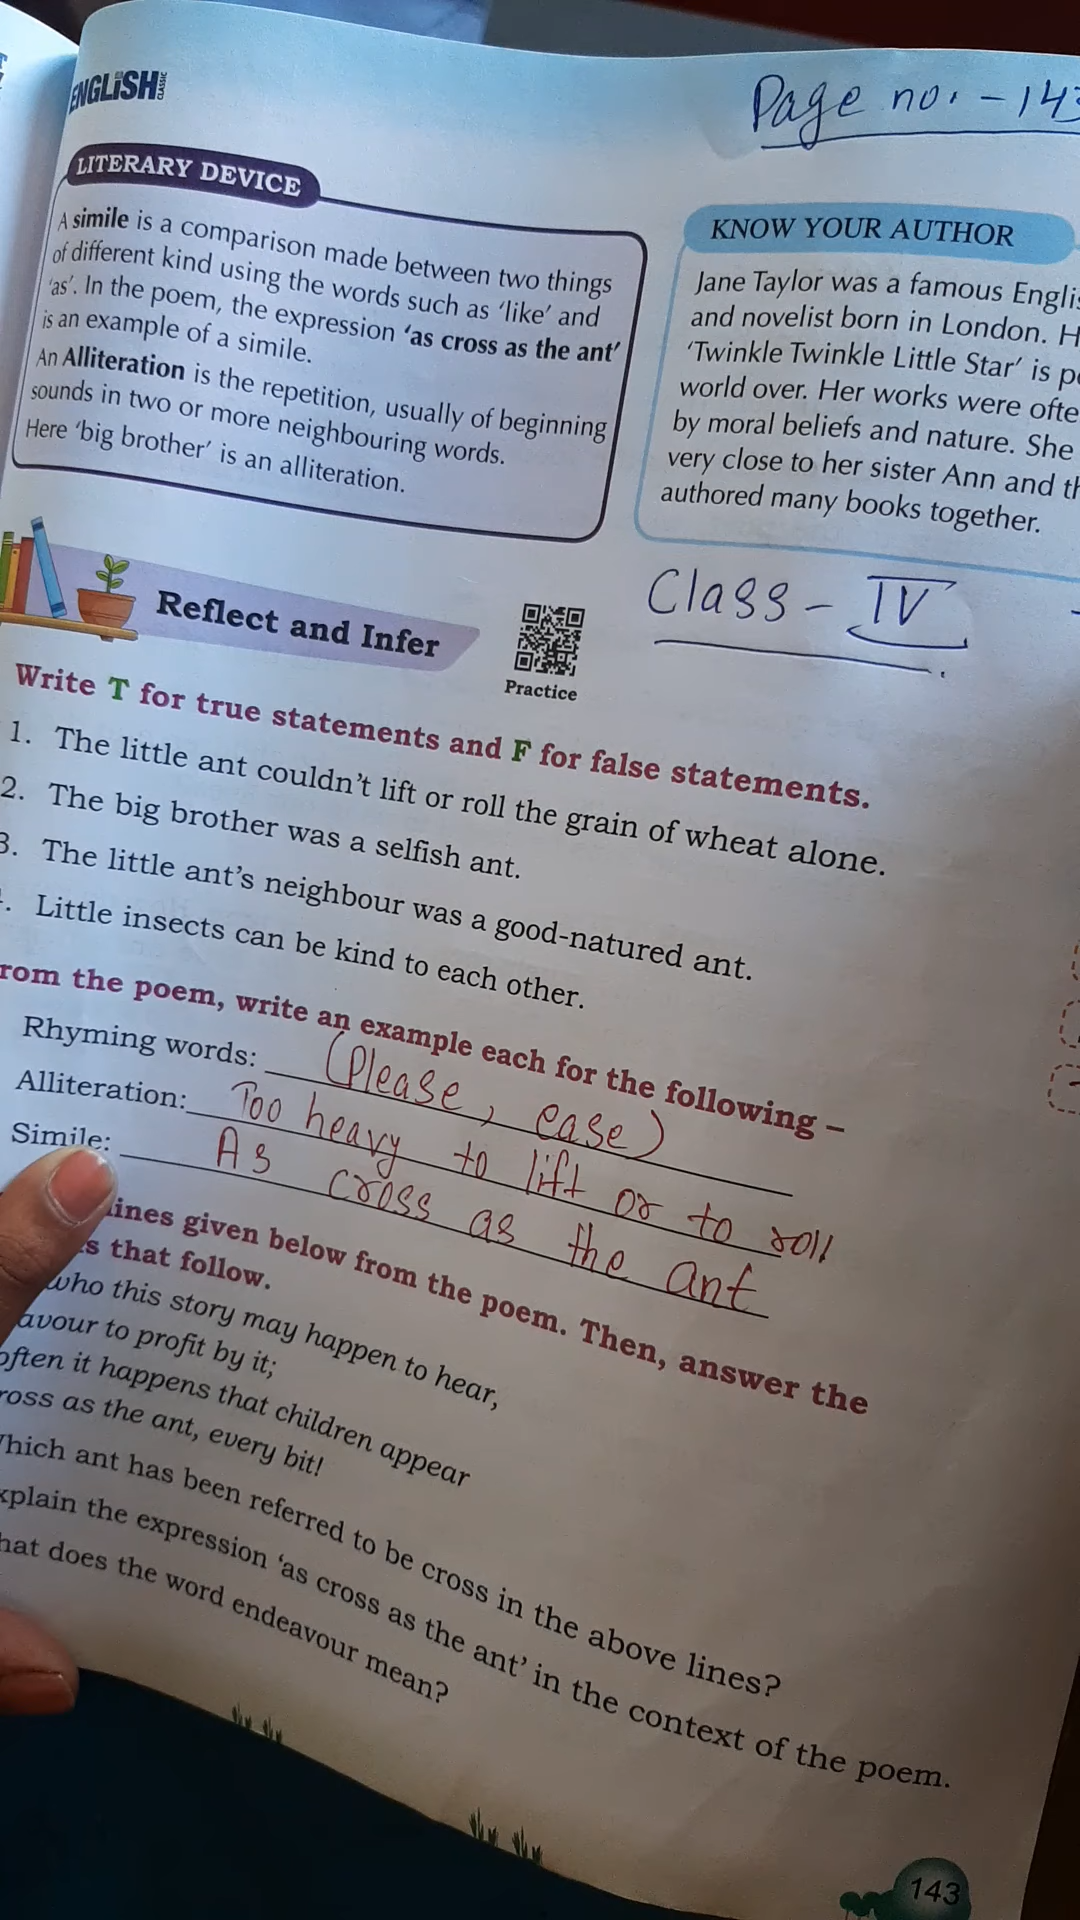 ENGLiSH CLASSIC
Page no. - 143
LITERARY DEVICE
A simile is a comparison made between two things
of different kind using the words such as 'like' and
'as'. In the poem, the expression 'as cross as the ant'
is an example of a simile.
An Alliteration is the repetition, usually of beginning
sounds in two or more neighbouring words.
Here 'big brother' is an alliteration.
KNOW YOUR AUTHOR
Jane Taylor was a famous
and novelist born in London.
'Twinkle Twinkle Little Star' is
world over. Her works were
by moral beliefs and nature. She
very close to her sister Ann and
authored many books together.
Class - IV
Reflect and Infer
Practice
Write T for true statements and F for false statements.
1. The little ant couldn't lift or roll the grain of wheat alone.
2. The big brother was a selfish ant.
3. The little ant's neighbour was a good-natured ant.
Little insects can be kind to each other.
the poem, write an example each for the following –
Rhyming words: (Please, ease)
Alliteration: Too heavy to lift or to roll
Simile: As cross as the ant
given below from the poem. Then, answer the
that follow.
who this story may happen to hear,
to profit by it;
often it happens that children appear
as the ant, every bit!
ant has been referred to be cross in the above lines?
the expression 'as cross as the ant' in the context of the poem.
does the word endeavour mean?
143